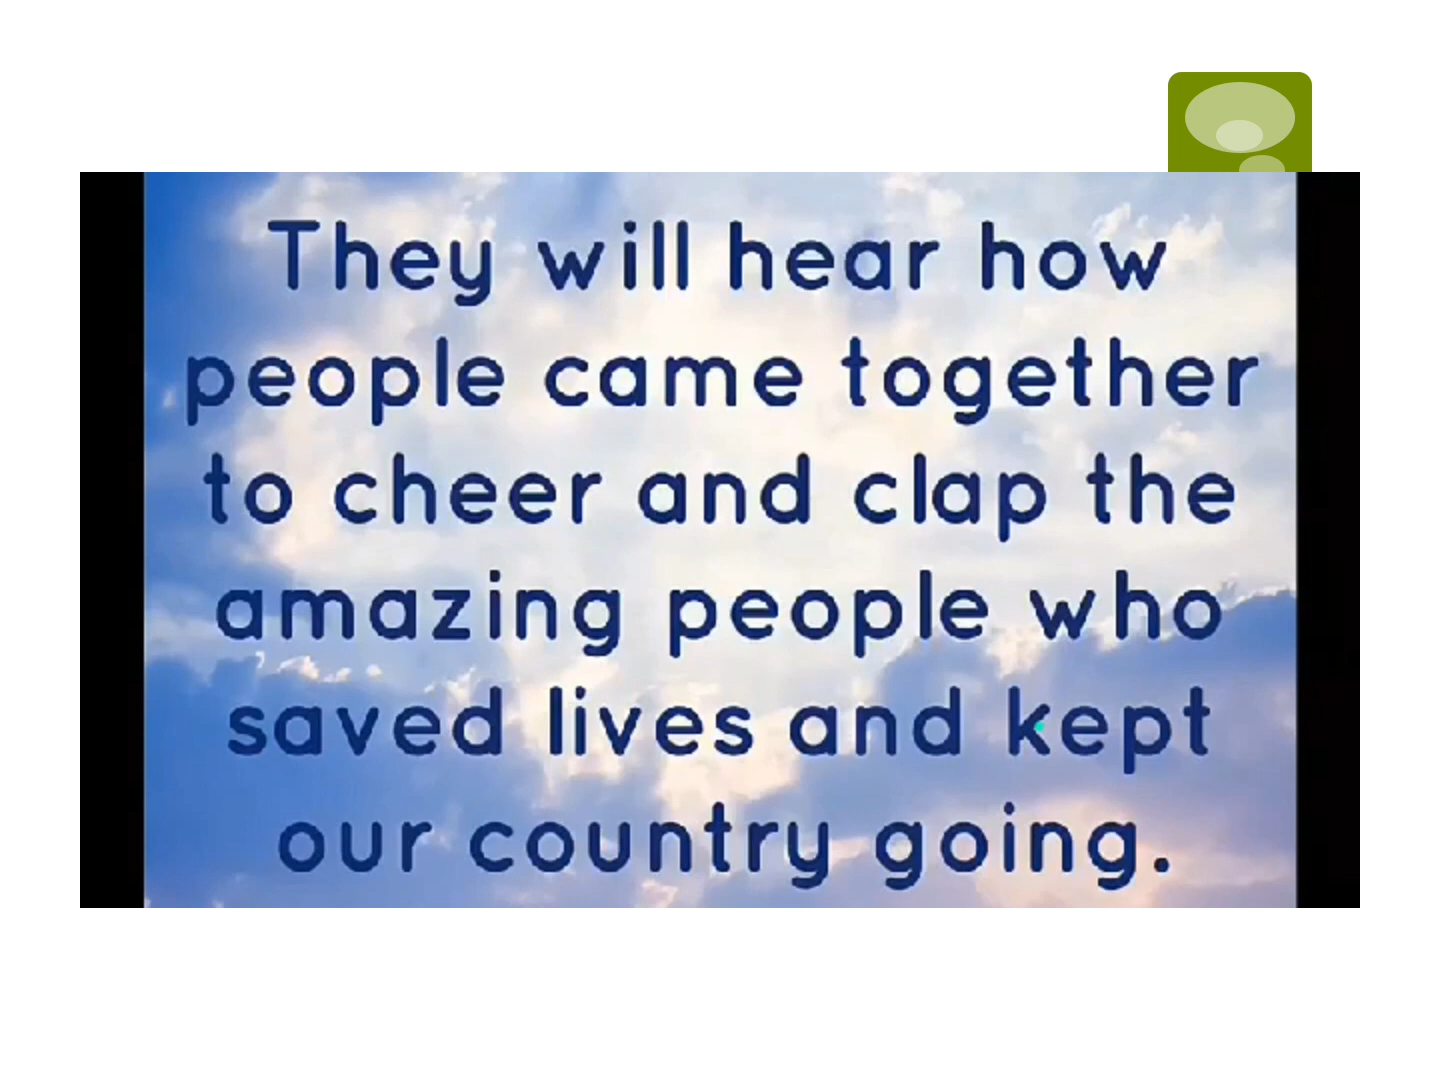 They will hear how
people came together
to cheer and clap the
amazing people who
saved lives and kept
our country going.